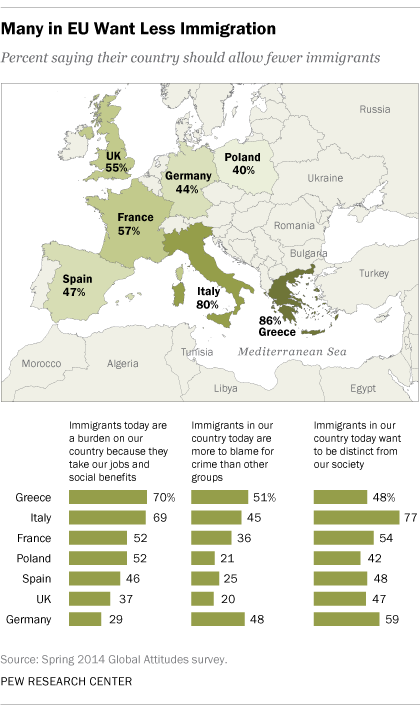 Many in EU Want Less Immigration
Percent saying their country should allow fewer immigrants
Russia
UK
55%
Poland
40%
Germany
44%
Ukraine
France
57%
Romania
Bulgaria
Spain
47%
Italy
80%
Turkey
86%
Greece
Mediterranean Sea
Tunisia
Morocco
Algeria
Libya
Egypt
Immigrants today are
a burden on our
country because they
take our jobs and
social benefits
Immigrants in our
country today are
more to blame for
crime than other
groups
Immigrants in our
country today want
to be distinct from
our society
Greece 70% 51% 48%
Italy 69 45 77
France 52 36 54
Poland 52 21 42
Spain 46 25 48
UK 37 20 47
Germany 29 48 59
Source: Spring 2014 Global Attitudes survey.
PEW RESEARCH CENTER